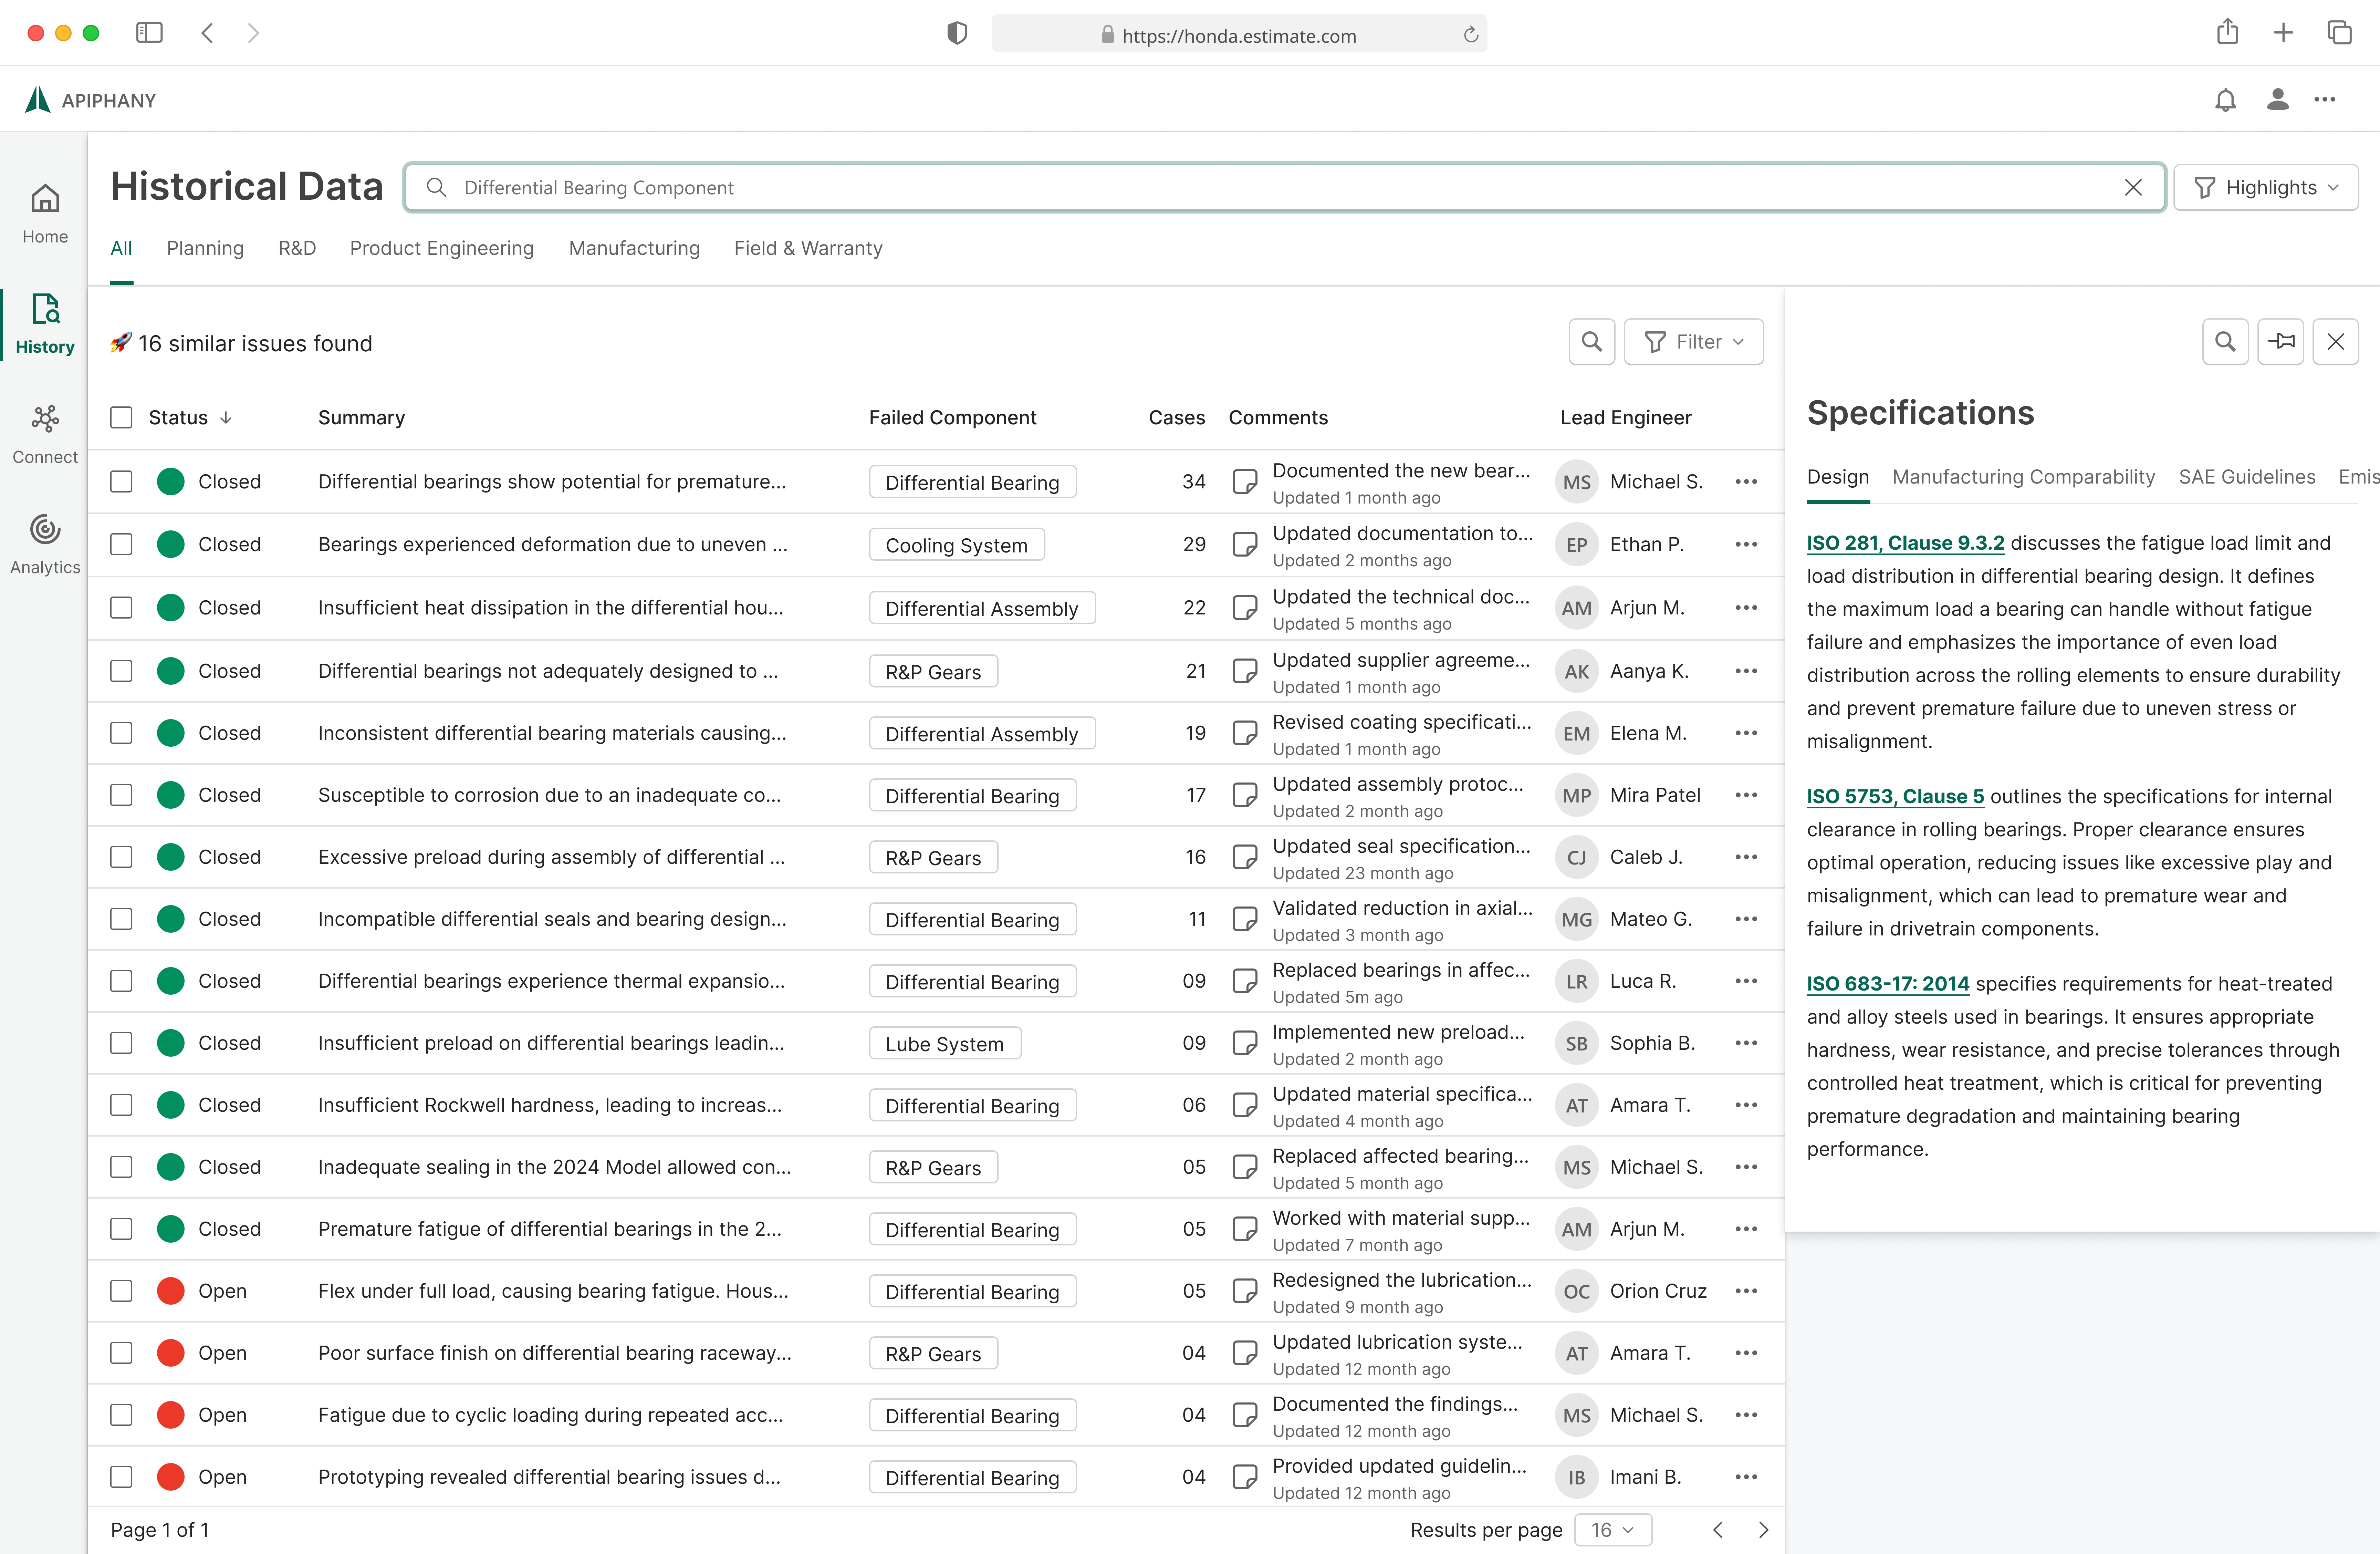 https://honda.estimate.com
APIPHANY
Home
History
Connect
Analytics
Historical Data
Differential Bearing Component
Highlights
All Planning R&D Product Engineering Manufacturing Field & Warranty
16 similar issues found
Filter
Status Summary Failed Component Cases Comments Lead Engineer
Closed Differential bearings show potential for premature... Differential Bearing 34 Documented the new bear... MS Michael S.
Updated 1 month ago
Closed Bearings experienced deformation due to uneven ... Cooling System 29 Updated documentation to... EP Ethan P.
Updated 2 months ago
Closed Insufficient heat dissipation in the differential hou... Differential Assembly 22 Updated the technical doc... AM Arjun M.
Updated 5 months ago
Closed Differential bearings not adequately designed to ... R&P Gears 21 Updated supplier agreeme... AK Aanya K.
Updated 1 month ago
Closed Inconsistent differential bearing materials causing... Differential Assembly 19 Revised coating specificati... EM Elena M.
Updated 1 month ago
Closed Susceptible to corrosion due to an inadequate co... Differential Bearing 17 Updated assembly protoc... MP Mira Patel
Updated 2 month ago
Closed Excessive preload during assembly of differential ... R&P Gears 16 Updated seal specification... CJ Caleb J.
Updated 23 month ago
Closed Incompatible differential seals and bearing design... Differential Bearing 11 Validated reduction in axial... MG Mateo G.
Updated 3 month ago
Closed Differential bearings experience thermal expansio... Differential Bearing 09 Replaced bearings in affec... LR Luca R.
Updated 5m ago
Closed Insufficient preload on differential bearings leadin... Lube System 09 Implemented new preload... SB Sophia B.
Updated 2 month ago
Closed Insufficient Rockwell hardness, leading to increas... Differential Bearing 06 Updated material specifica... AT Amara T.
Updated 4 month ago
Closed Inadequate sealing in the 2024 Model allowed con... R&P Gears 05 Replaced affected bearing... MS Michael S.
Updated 5 month ago
Closed Premature fatigue of differential bearings in the 2... Differential Bearing 05 Worked with material supp... AM Arjun M.
Updated 7 month ago
Open Flex under full load, causing bearing fatigue. Hous... Differential Bearing 05 Redesigned the lubrication... OC Orion Cruz
Updated 9 month ago
Open Poor surface finish on differential bearing raceway... R&P Gears 04 Updated lubrication syste... AT Amara T.
Updated 12 month ago
Open Fatigue due to cyclic loading during repeated acc... Differential Bearing 04 Documented the findings... MS Michael S.
Updated 12 month ago
Open Prototyping revealed differential bearing issues d... Differential Bearing 04 Provided updated guidelin... IB Imani B.
Updated 12 month ago
Page 1 of 1
Results per page 16
Specifications
Design Manufacturing Comparability SAE Guidelines Emis
ISO 281, Clause 9.3.2 discusses the fatigue load limit and
load distribution in differential bearing design. It defines
the maximum load a bearing can handle without fatigue
failure and emphasizes the importance of even load
distribution across the rolling elements to ensure durability
and prevent premature failure due to uneven stress or
misalignment.
ISO 5753, Clause 5 outlines the specifications for internal
clearance in rolling bearings. Proper clearance ensures
optimal operation, reducing issues like excessive play and
misalignment, which can lead to premature wear and
failure in drivetrain components.
ISO 683-17: 2014 specifies requirements for heat-treated
and alloy steels used in bearings. It ensures appropriate
hardness, wear resistance, and precise tolerances through
controlled heat treatment, which is critical for preventing
premature degradation and maintaining bearing
performance.